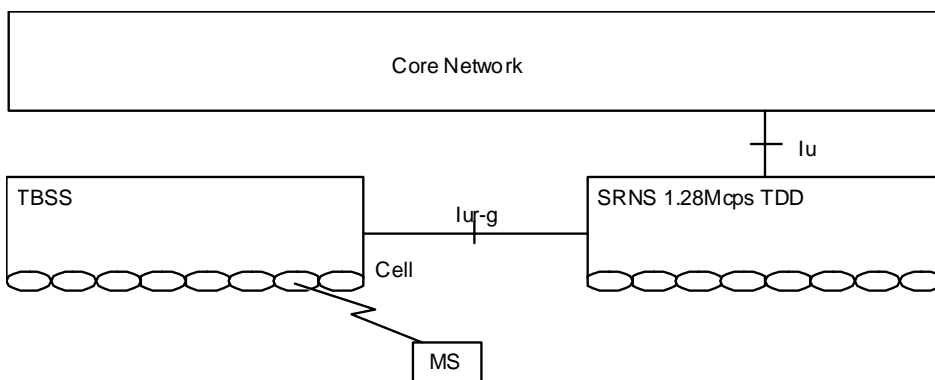 Core Network
Iu
TBSS
SRNS 1.28Mcps TDD
Iur-g
Cell
MS